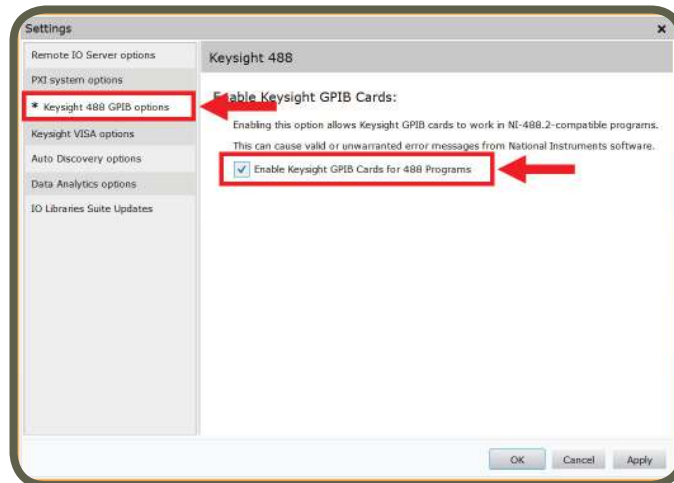 Settings
Remote IO Server options
PXI system options
* Keysight 488 GPIB options
Keysight VISA options
Auto Discovery options
Data Analytics options
IO Libraries Suite Updates
Keysight 488
Enable Keysight GPIB Cards:
Enabling this option allows Keysight GPIB cards to work in NI-488.2-compatible programs.
This can cause valid or unwarranted error messages from National Instruments software.
Enable Keysight GPIB Cards for 488 Programs
OK
Cancel
Apply